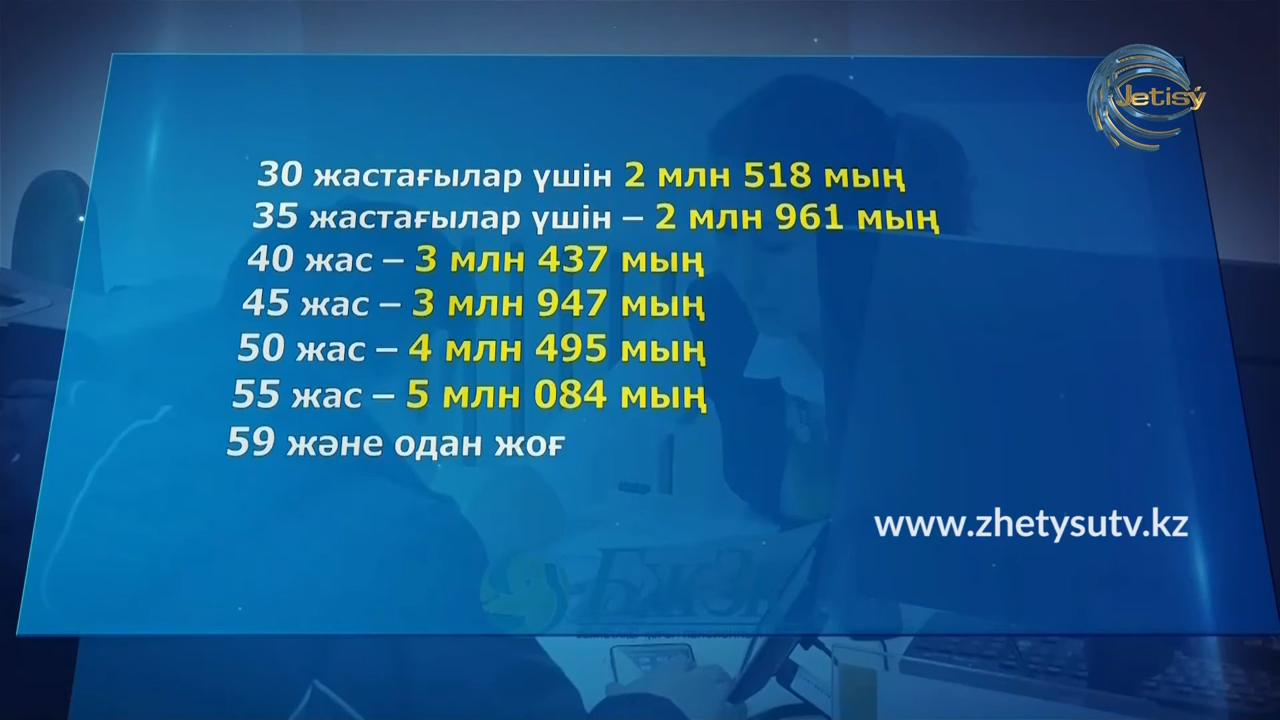 Jetisý
30 жастағылар үшін 2 млн 518 мың
35 жастағылар үшін – 2 млн 961 мың
40 жас – 3 млн 437 мың
45 жас – 3 млн 947 мың
50 жас – 4 млн 495 мың
55 жас – 5 млн 084 мың
59 және одан жоғ
www.zhetysutv.kz